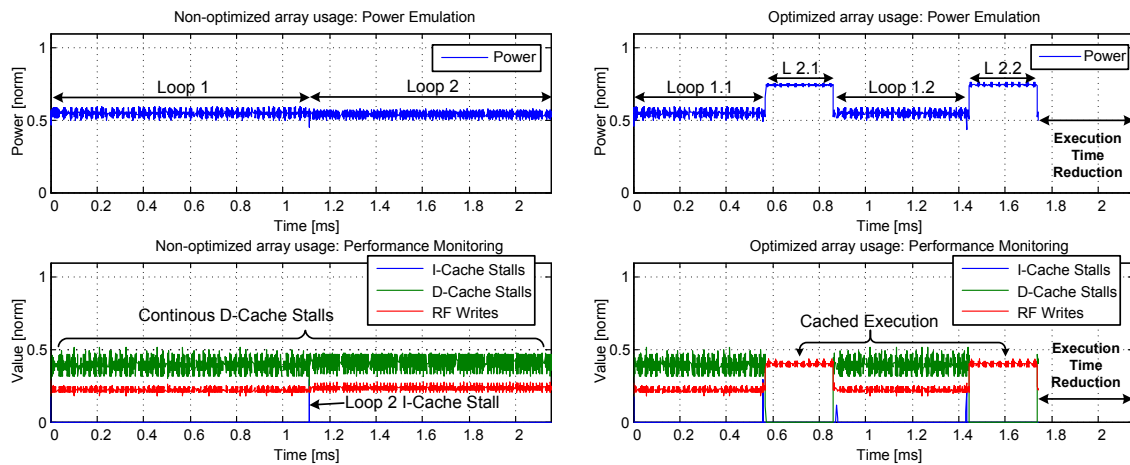 Non-optimized array usage: Power Emulation
Power [norm]
1
0.5
0
Power
Loop 1
Loop 2
0 0.2 0.4 0.6 0.8 1 1.2 1.4 1.6 1.8 2
Time [ms]
Optimized array usage: Power Emulation
Power [norm]
1
0.5
0
Power
Loop 1.1
L 2.1
Loop 1.2
L 2.2
Execution
Time
Reduction
0 0.2 0.4 0.6 0.8 1 1.2 1.4 1.6 1.8 2
Time [ms]
Non-optimized array usage: Performance Monitoring
Value [norm]
1
0.5
0
I-Cache Stalls
D-Cache Stalls
RF Writes
Continous D-Cache Stalls
Loop 2 I-Cache Stall
0 0.2 0.4 0.6 0.8 1 1.2 1.4 1.6 1.8 2
Time [ms]
Optimized array usage: Performance Monitoring
Value [norm]
1
0.5
0
I-Cache Stalls
D-Cache Stalls
RF Writes
Cached Execution
Execution
Time
Reduction
0 0.2 0.4 0.6 0.8 1 1.2 1.4 1.6 1.8 2
Time [ms]